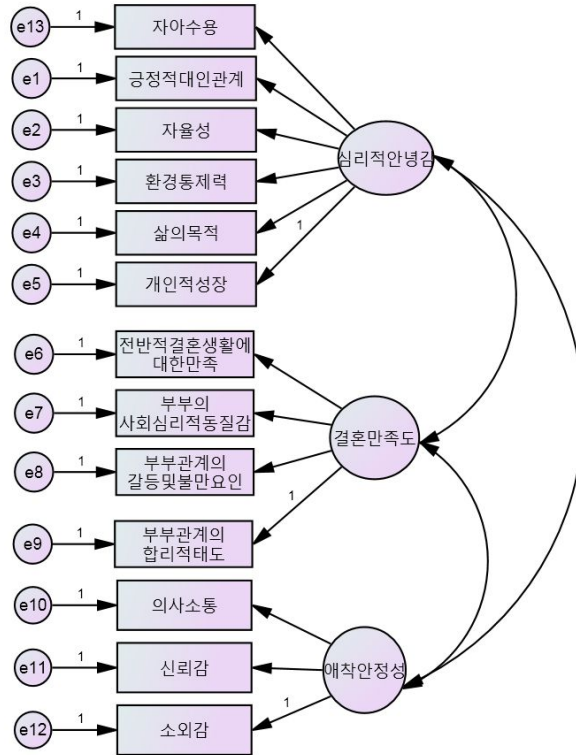 e13 1 자아수용
e1 1 긍정적대인관계
e2 1 자율성
심리적안녕감
e3 1 환경통제력
e4 1 삶의목적
1
e5 1 개인적성장
e6 1 전반적결혼생활에
대한만족
e7 1 부부의
사회심리적동질감
결혼만족도
e8 1 부부관계의
갈등및불만요인
1
e9 1 부부관계의
합리적태도
e10 1 의사소통
e11 1 신뢰감
애착안정성
1
e12 1 소외감